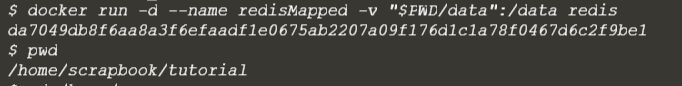 $ docker run -d --name redisMapped -v "$PWD/data":/data redis
da7049db8f6aa8a3f6efaadf1e0675ab2207a09f176d1c1a78f0467d6c2f9be1
$ pwd
/home/scrapbook/tutorial